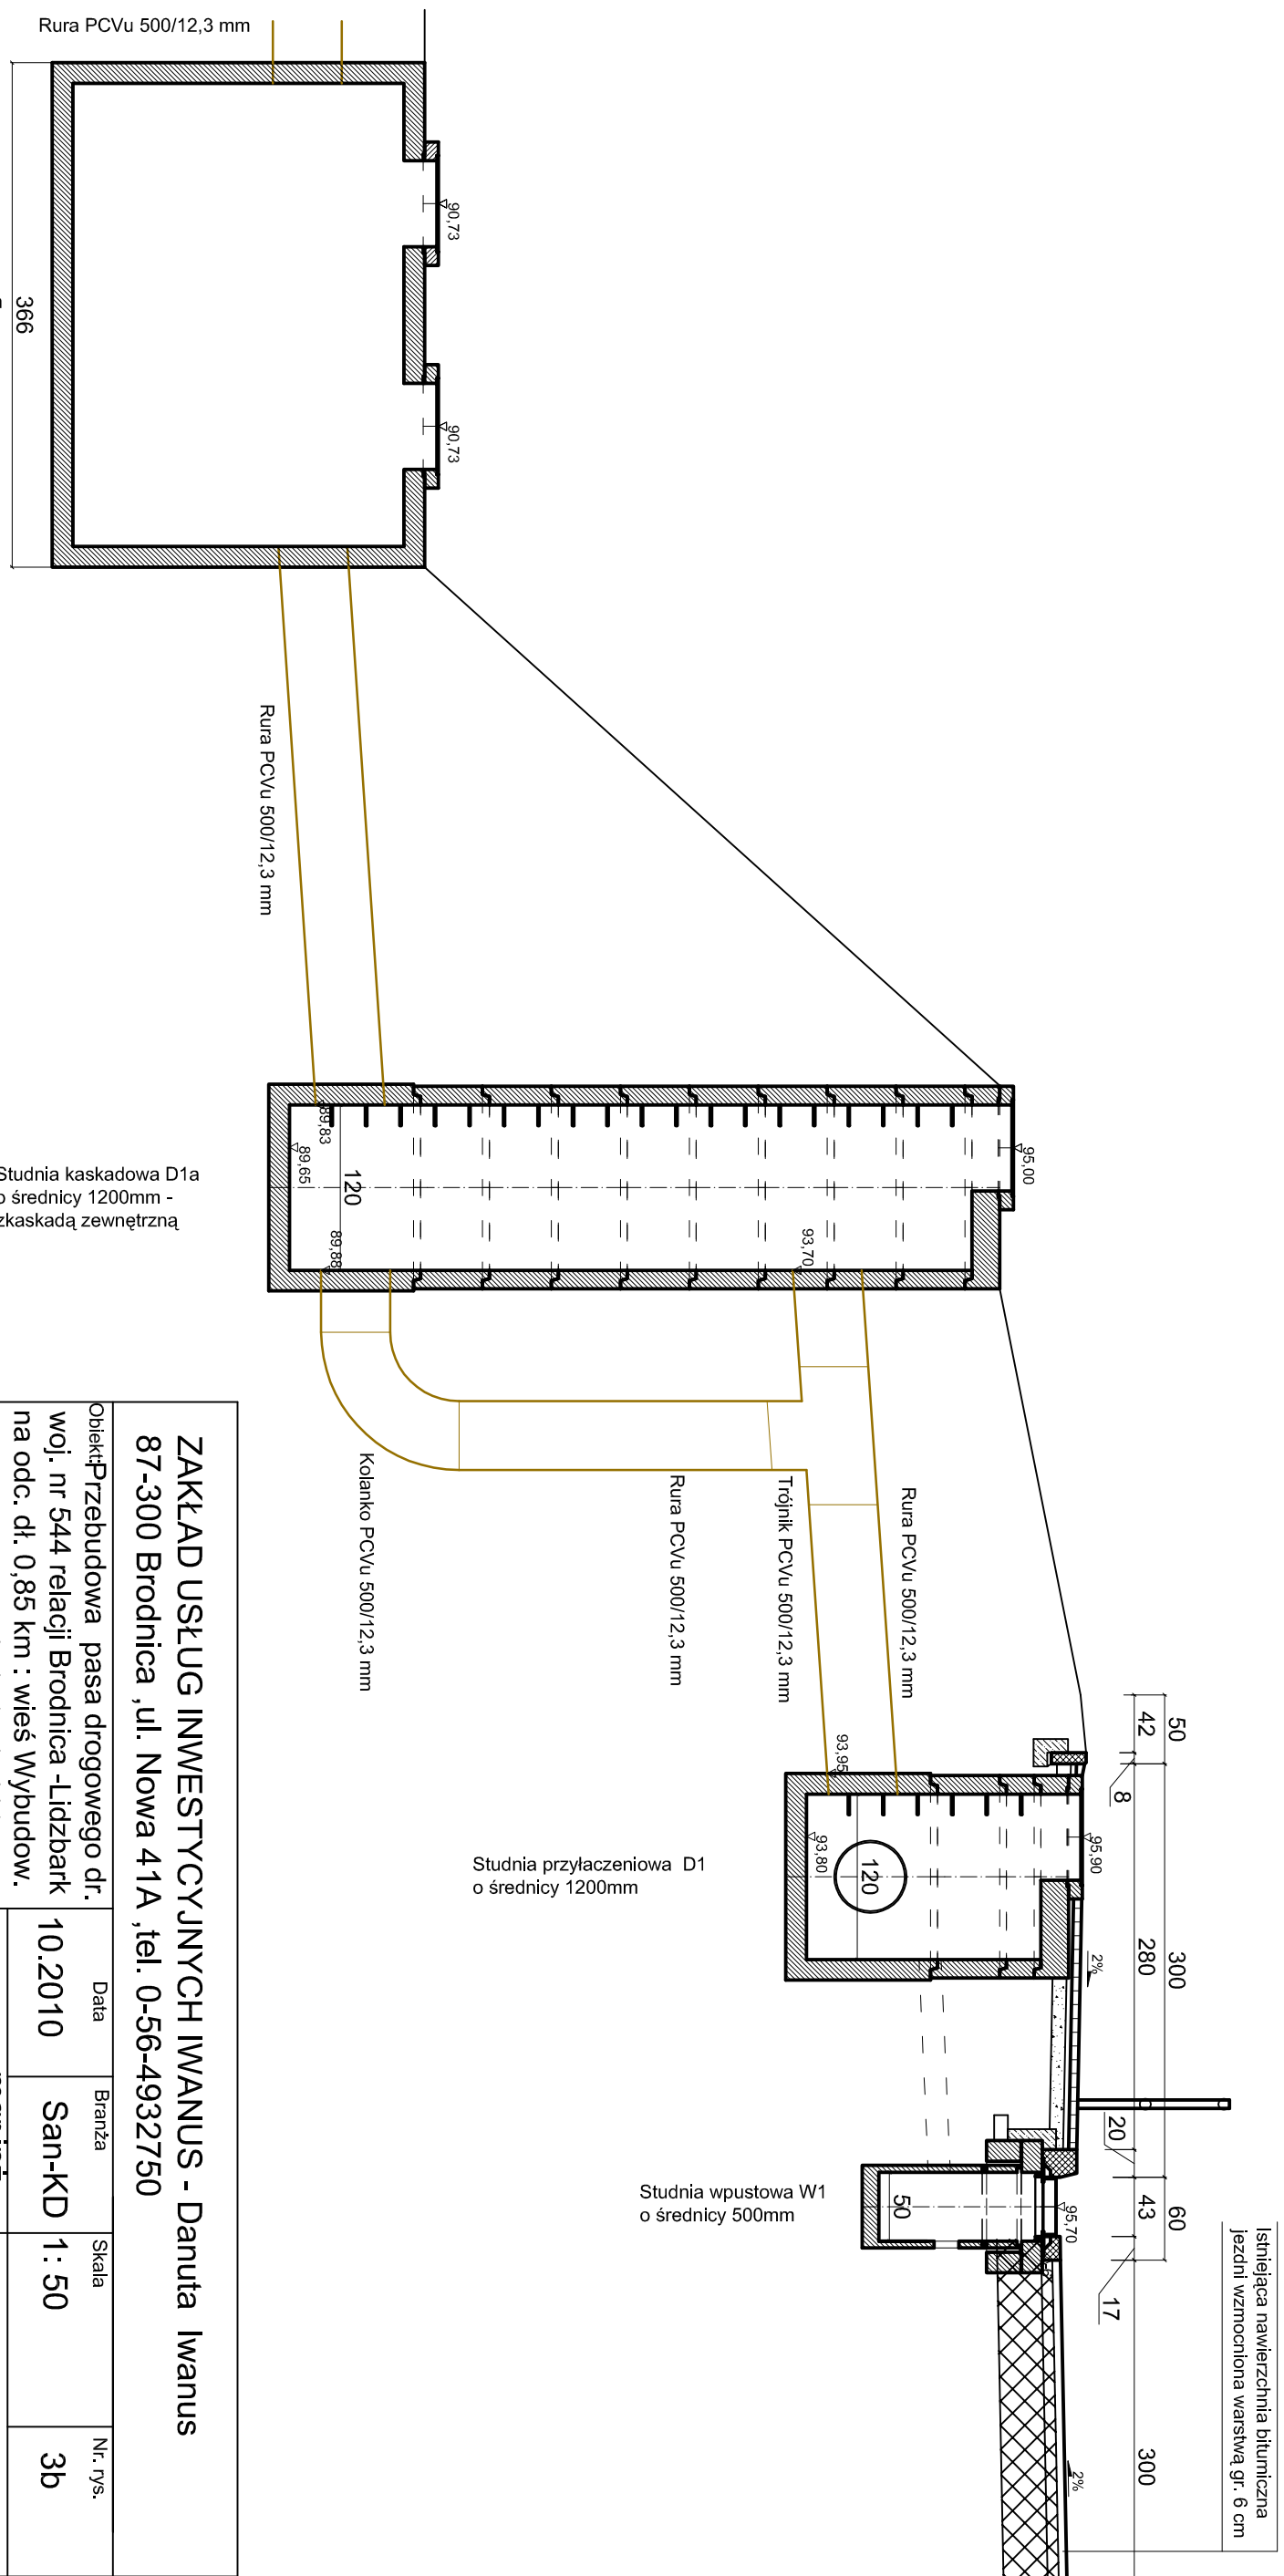 Rura PCVu 500/12,3 mm
366
90,73
90,73
Rura PCVu 500/12,3 mm
Studnia kaskadowa D1a
o średnicy 1200mm -
zkaskadą zewnętrzną
95,00
89,83
89,65
120
89,88
93,70
Kolanko PCVu 500/12,3 mm
Rura PCVu 500/12,3 mm
Trójnik PCVu 500/12,3 mm
Rura PCVu 500/12,3 mm
Studnia przyłaczeniowa D1
o średnicy 1200mm
93,95
93,80
120
95,90
50
42
8
300
280
2%
20
60
43
17
300
2%
Studnia wpustowa W1
o średnicy 500mm
50
95,70
Istniejąca nawierzchnia bitumiczna
jezdni wzmocniona warstwą gr. 6 cm
ZAKŁAD USŁUG INWESTYCYJNYCH IWANUS - Danuta Iwanus
87-300 Brodnica ,ul. Nowa 41A ,tel. 0-56-4932750
Obiekt:Przebudowa pasa drogowego dr.
woj. nr 544 relacji Brodnica -Lidzbark
na odc. dł. 0,85 km : wieś Wybudow.
Data
10.2010
Branża
San-KD
Skala
1: 50
Nr. rys.
3b